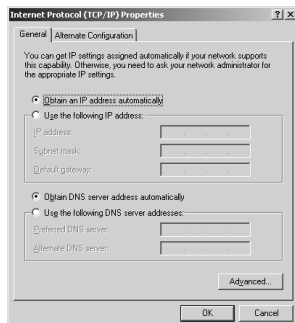 Internet Protocol (TCP/IP) Properties
General
Alternate Configuration
You can get IP settings assigned automatically if your network supports
this capability. Otherwise, you need to ask your network administrator for
the appropriate IP settings.
Obtain an IP address automatically
Use the following IP address:
IP address:
Subnet mask:
Default gateway:
Obtain DNS server address automatically
Use the following DNS server addresses:
Preferred DNS server:
Alternate DNS server:
Advanced...
OK
Cancel